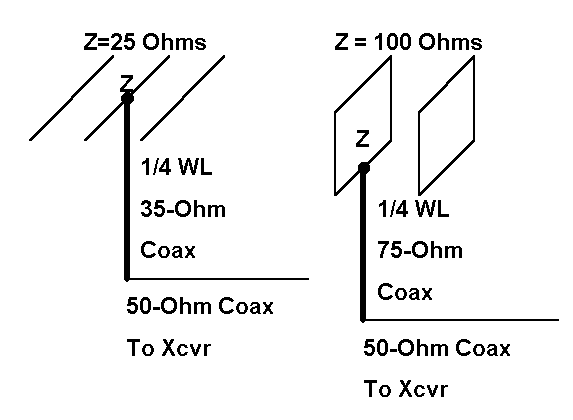 Z=25 Ohms
Z
1/4 WL
35-Ohm
Coax
50-Ohm Coax
To Xcvr
Z = 100 Ohms
Z
1/4 WL
75-Ohm
Coax
50-Ohm Coax
To Xcvr